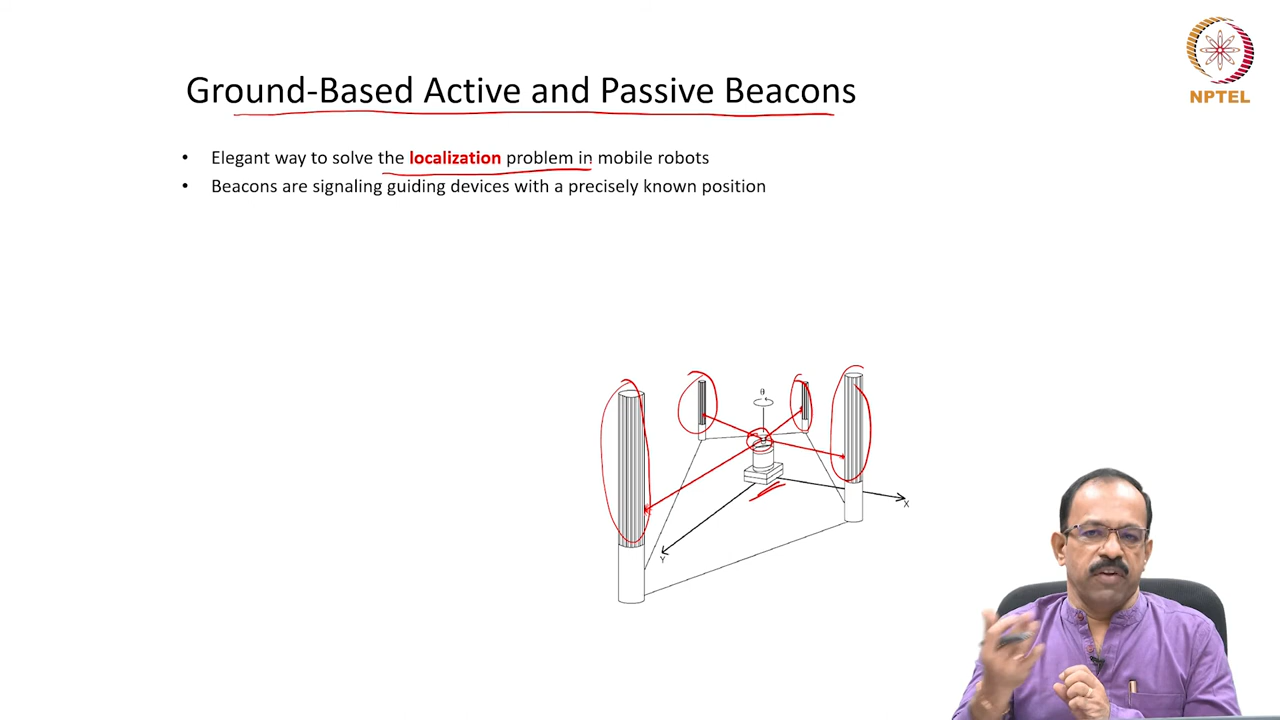 Ground-Based Active and Passive Beacons
NPTEL
• Elegant way to solve the localization problem in mobile robots
• Beacons are signaling guiding devices with a precisely known position
θ
X
Y